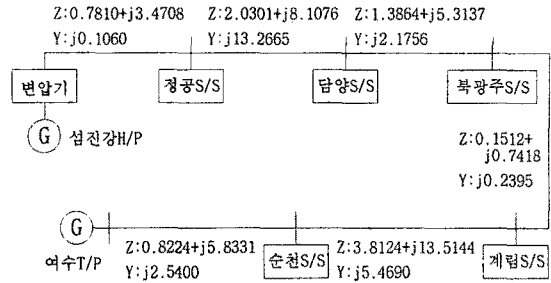 Z:0.7810+j3.4708 Z:2.0301+j8.1076 Z:1.3864+j5.3137
Y:j0.1060 Y:j13.2665 Y:j2.1756
변압기 정공S/S 담양S/S 북광주S/S
G 섬진강H/P
Z:0.1512+
j0.7418
Y:j0.2395
G
여수T/P
Z:0.8224+j5.8331 순천S/S Z:3.8124+j13.5144 계림S/S
Y:j2.5400 Y:j5.4690